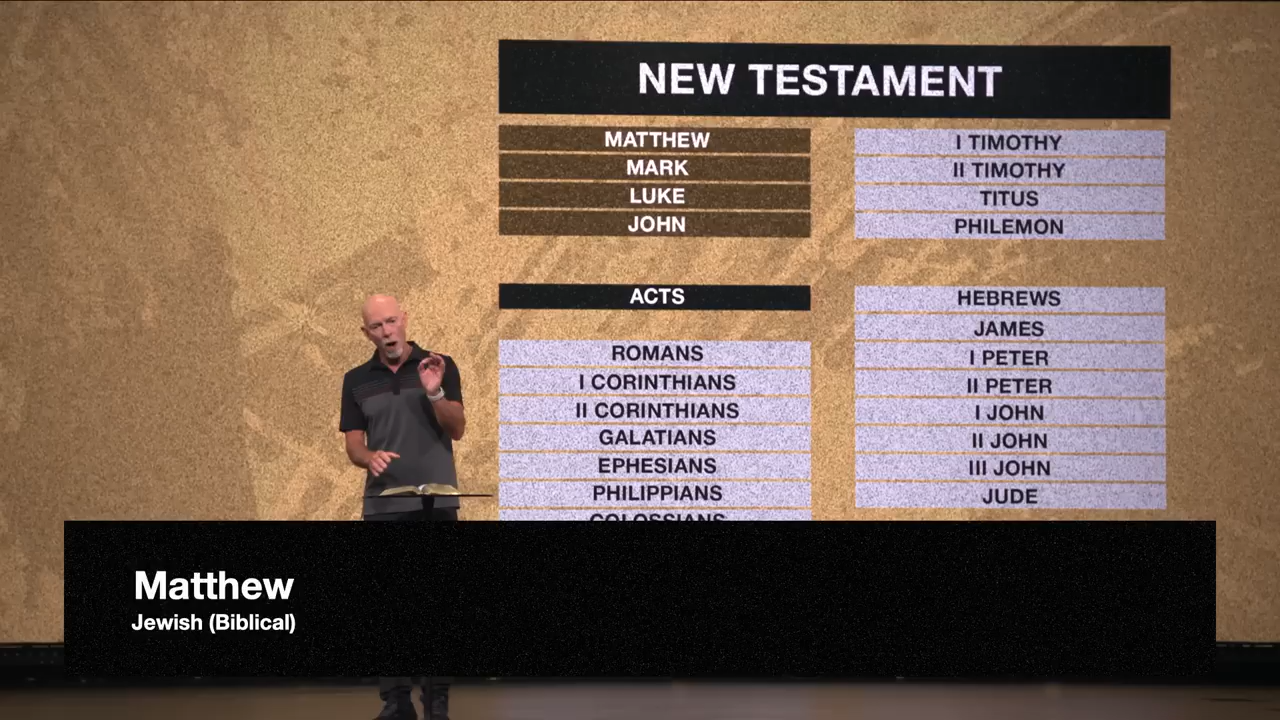 NEW TESTAMENT
MATTHEW
MARK
LUKE
JOHN
ACTS
ROMANS
I CORINTHIANS
II CORINTHIANS
GALATIANS
EPHESIANS
PHILIPPIANS
COLOSSIANS
I TIMOTHY
II TIMOTHY
TITUS
PHILEMON
HEBREWS
JAMES
I PETER
II PETER
I JOHN
II JOHN
III JOHN
JUDE
Matthew
Jewish (Biblical)